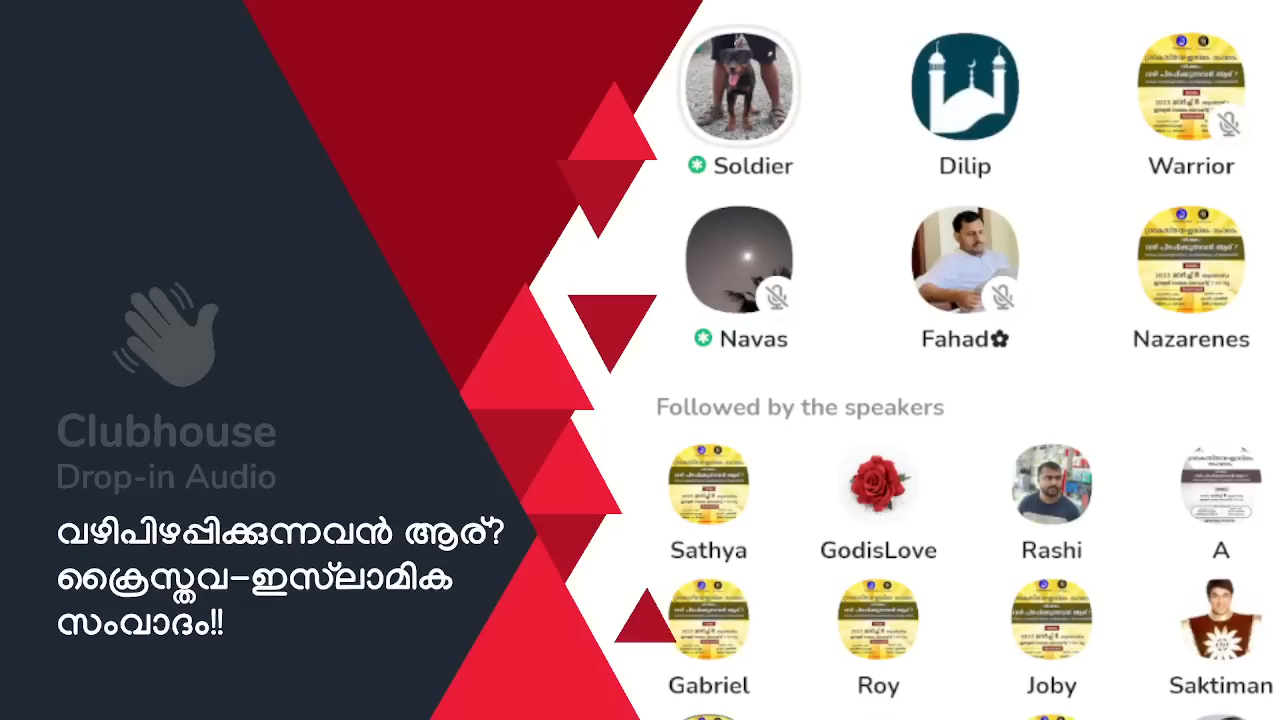 Clubhouse
Drop-in Audio
വഴിപിഴപ്പിക്കുന്നവൻ ആര്?
ക്രൈസ്തവ-ഇസ്ലാമിക
സംവാദം!!
Soldier
Dilip
Warrior
Navas
Fahad✿
Nazarenes
Followed by the speakers
Sathya
GodisLove
Rashi
A
Gabriel
Roy
Joby
Saktiman